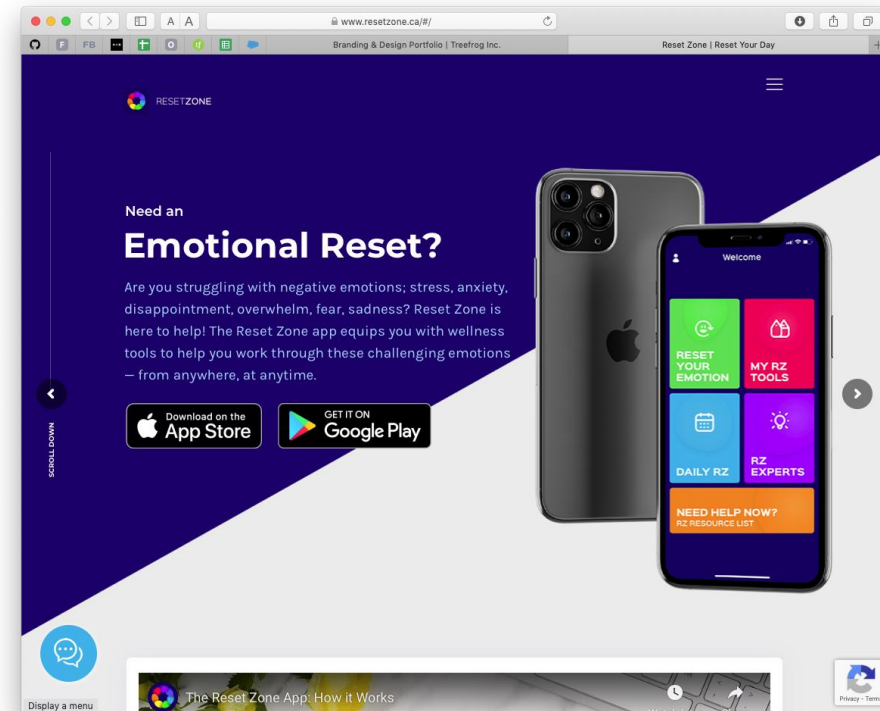 A A
www.resetzone.ca/#/
F FB
Branding & Design Portfolio | Treefrog Inc.
Reset Zone | Reset Your Day
RESETZONE
Need an
Emotional Reset?
Are you struggling with negative emotions; stress, anxiety,
disappointment, overwhelm, fear, sadness? Reset Zone is
here to help! The Reset Zone app equips you with wellness
tools to help you work through these challenging emotions
— from anywhere, at anytime.
Download on the
App Store
GET IT ON
Google Play
SCROLL DOWN
Welcome
RESET
YOUR
EMOTION
MY RZ
TOOLS
DAILY RZ
RZ
EXPERTS
NEED HELP NOW?
RZ RESOURCE LIST
The Reset Zone App: How it Works
Display a menu
Privacy - Terms